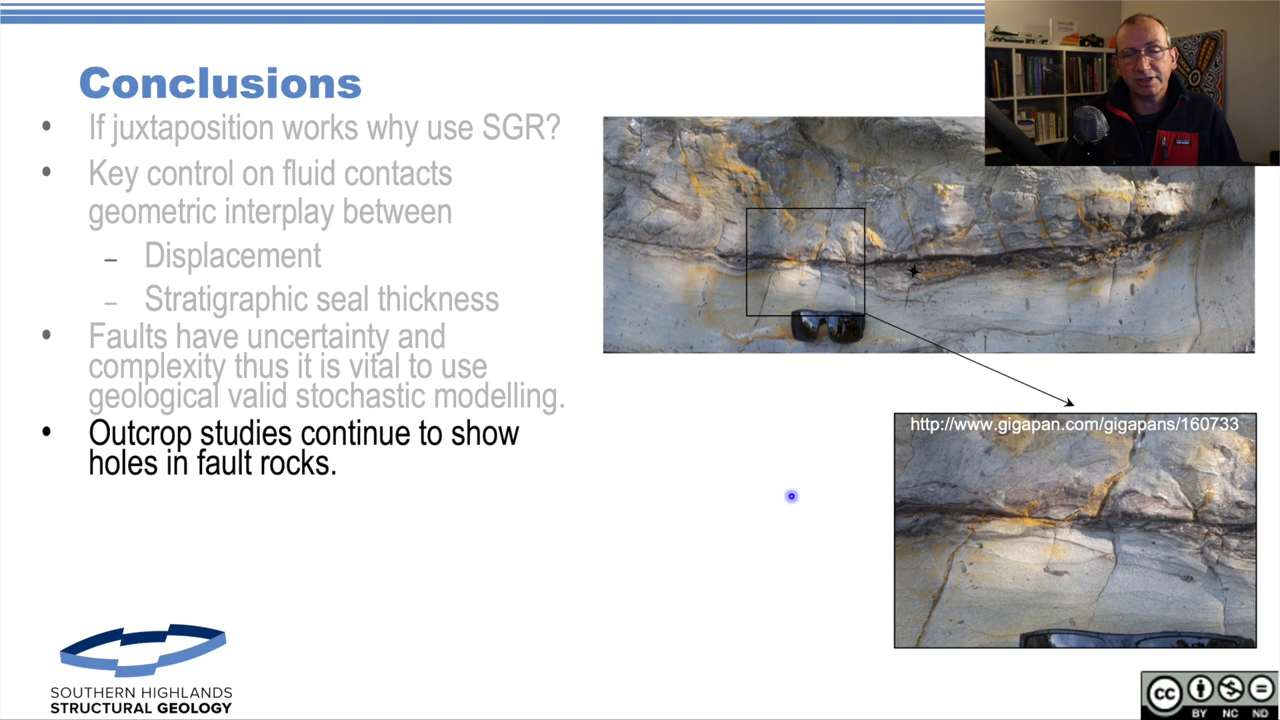 Conclusions
• If juxtaposition works why use SGR?
• Key control on fluid contacts
geometric interplay between
– Displacement
– Stratigraphic seal thickness
• Faults have uncertainty and
complexity thus it is vital to use
geological valid stochastic modelling.
• Outcrop studies continue to show
holes in fault rocks.
http://www.gigapan.com/gigapans/160733
SOUTHERN HIGHLANDS
STRUCTURAL GEOLOGY
cc
BY NC ND